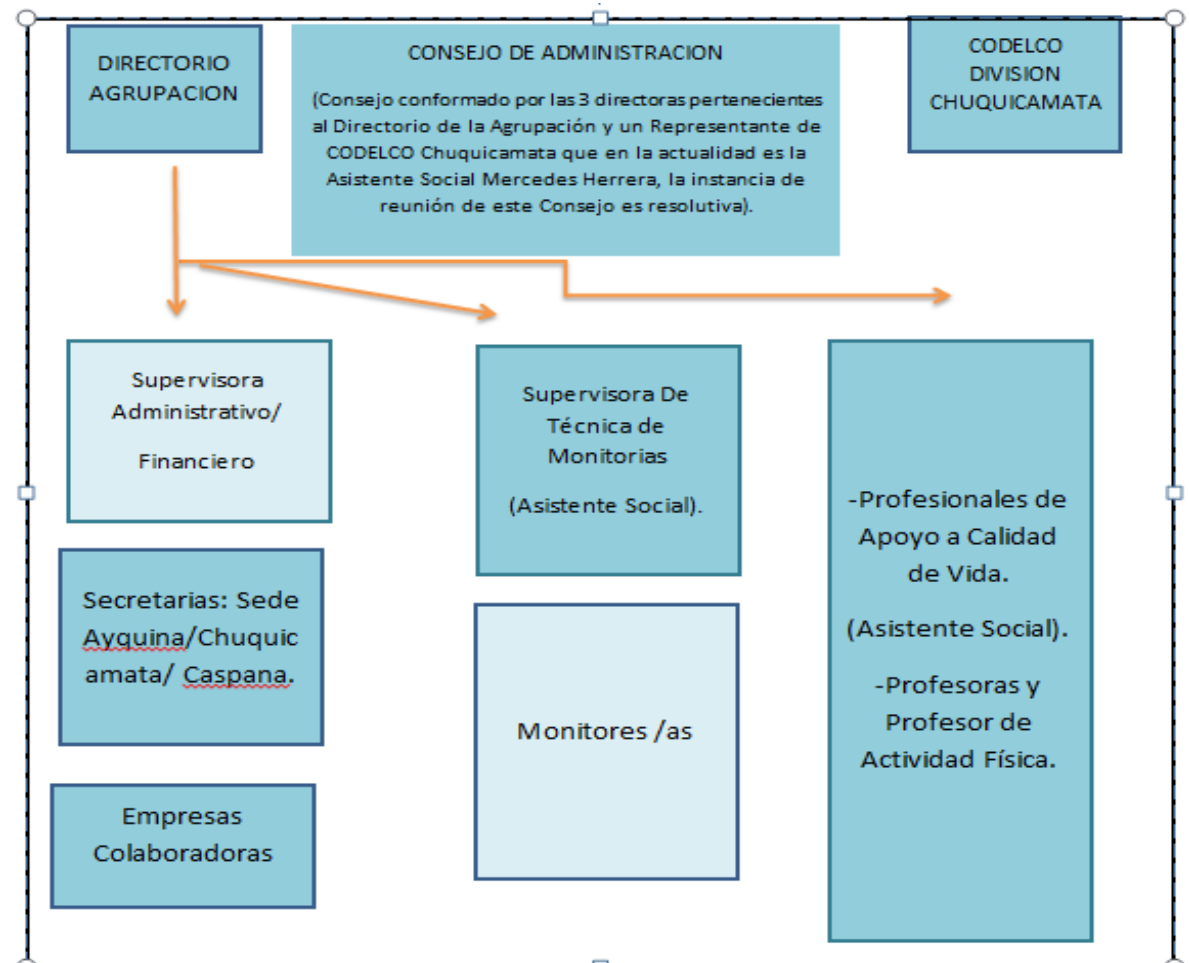 DIRECTORIO
AGRUPACION
CONSEJO DE ADMINISTRACION
(Consejo conformado por las 3 directoras pertenecientes
al Directorio de la Agrupación y un Representante de
CODELCO Chuquicamata que en la actualidad es la
Asistente Social Mercedes Herrera, la instancia de
reunión de este Consejo es resolutiva).
CODELCO
DIVISION
CHUQUICAMATA
Supervisora
Administrativo/
Financiero
Supervisora De
Técnica de
Monitorias
(Asistente Social).
-Profesionales de
Apoyo a Calidad
de Vida.
(Asistente Social).
-Profesoras y
Profesor de
Actividad Física.
Secretarias: Sede
Ayquina/Chuquic
amata/ Caspana.
Monitores /as
Empresas
Colaboradoras